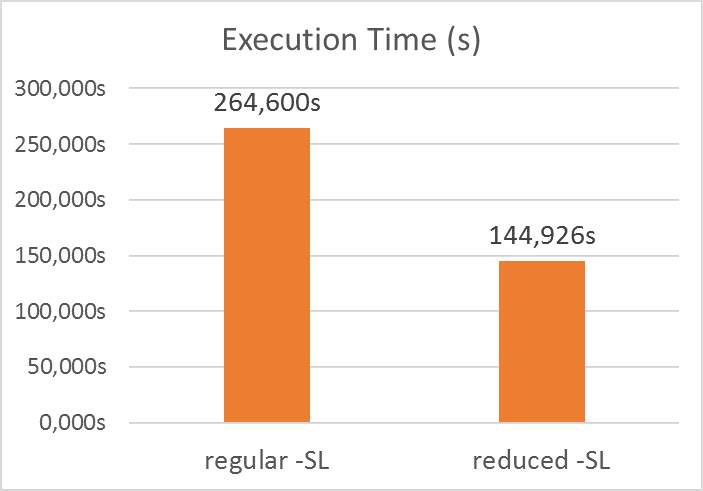 Execution Time (s)
300,000s
264,600s
250,000s
200,000s
144,926s
150,000s
100,000s
50,000s
0,000s
regular -SL
reduced -SL